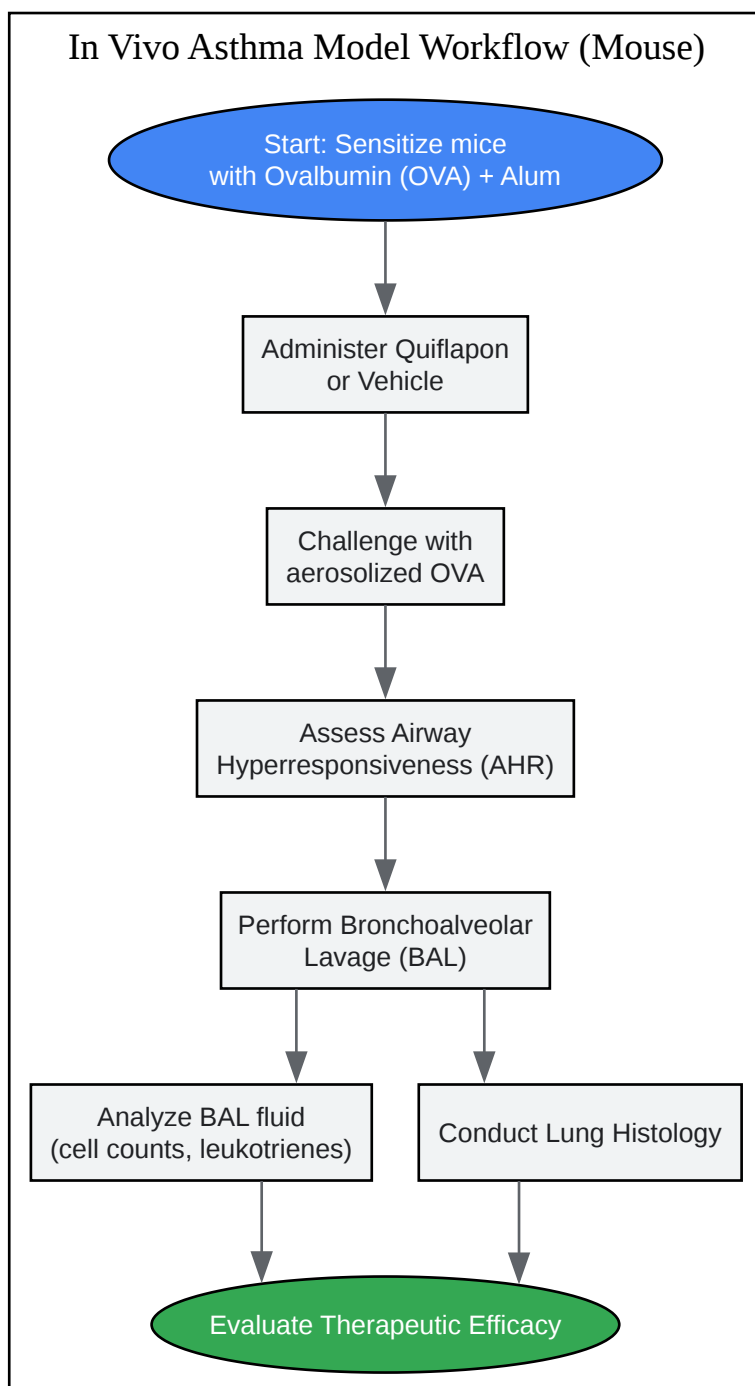 In Vivo Asthma Model Workflow (Mouse)
Start: Sensitize mice
with Ovalbumin (OVA) + Alum
Administer Quiflapon
or Vehicle
Challenge with
aerosolized OVA
Assess Airway
Hyperresponsiveness (AHR)
Perform Bronchoalveolar
Lavage (BAL)
Analyze BAL fluid
(cell counts, leukotrienes)
Conduct Lung Histology
Evaluate Therapeutic Efficacy